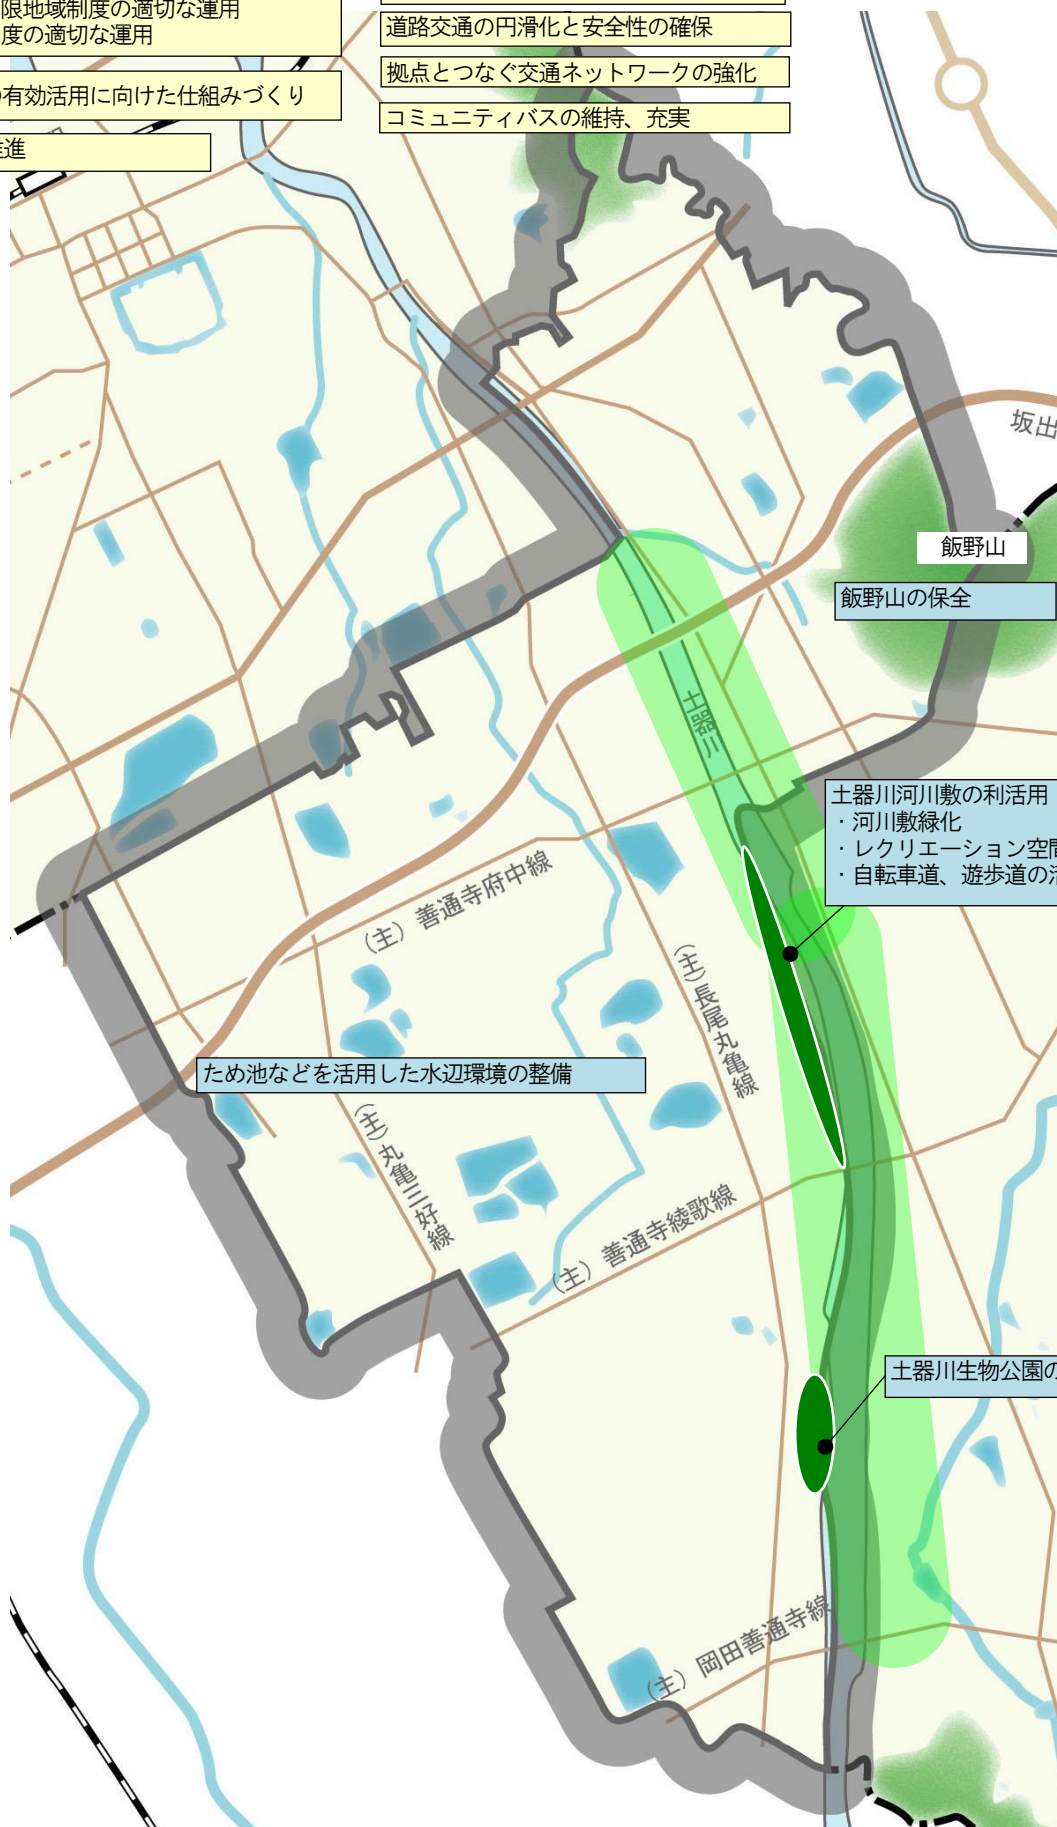 限地域制度の適切な運用
度の適切な運用
有効活用に向けた仕組みづくり
進
道路交通の円滑化と安全性の確保
拠点とつなぐ交通ネットワークの強化
コミュニティバスの維持、充実
坂出
飯野山
飯野山の保全
土器川
土器川河川敷の利活用
・河川敷緑化
・レクリエーション空
・自転車道、遊歩道の
(主) 善通寺府中線
(主)長尾丸亀線
ため池などを活用した水辺環境の整備
(主)丸亀三好線
(主) 善通寺綾歌線
土器川生物公園の
(主) 岡田善通寺線